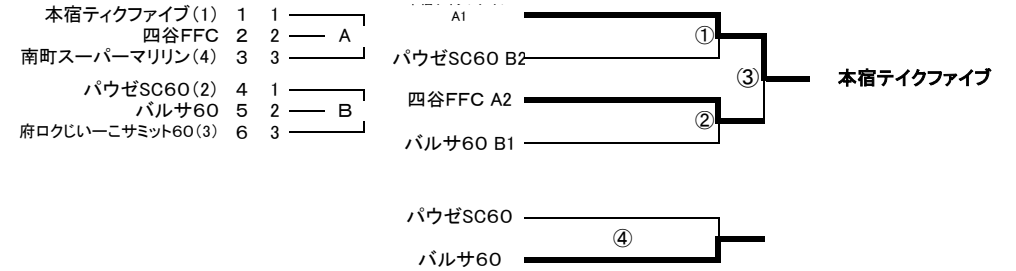 本宿ティクファイブ(1) 1 1
四谷FFC 2 2 A
南町スーパーマリリン(4) 3 3
パウゼSC60(2) 4 1
バルサ60 5 2 B
府ロクじいーこサミット60(3) 6 3
A1
①
パウゼSC60 B2
③ 本宿テイクファイブ
四谷FFC A2
②
バルサ60 B1
パウゼSC60
④
バルサ60